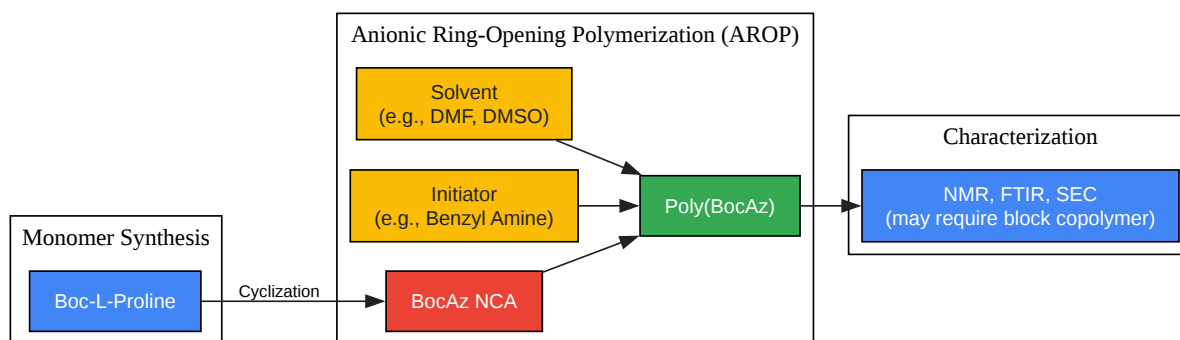 Monomer Synthesis
Boc-L-Proline
Cyclization
Anionic Ring-Opening Polymerization (AROP)
Solvent
(e.g., DMF, DMSO)
Initiator
(e.g., Benzyl Amine)
BocAz NCA
Poly(BocAz)
Characterization
NMR, FTIR, SEC
(may require block copolymer)